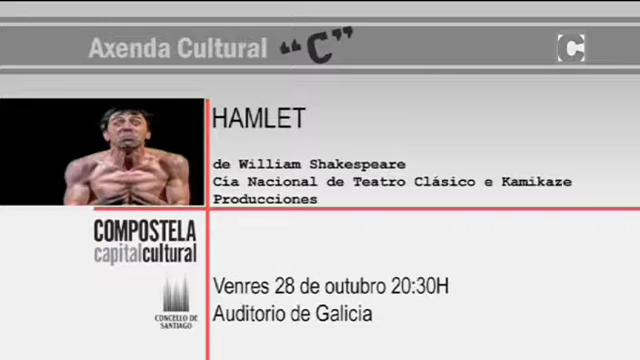 Axenda Cultural "C"
C
HAMLET
de William Shakespeare
Cía Nacional de Teatro Clásico e Kamikaze
Producciones
COMPOSTELA
capitalcultural
CONCELLO DE
SANTIAGO
Venres 28 de outubro 20:30H
Auditorio de Galicia